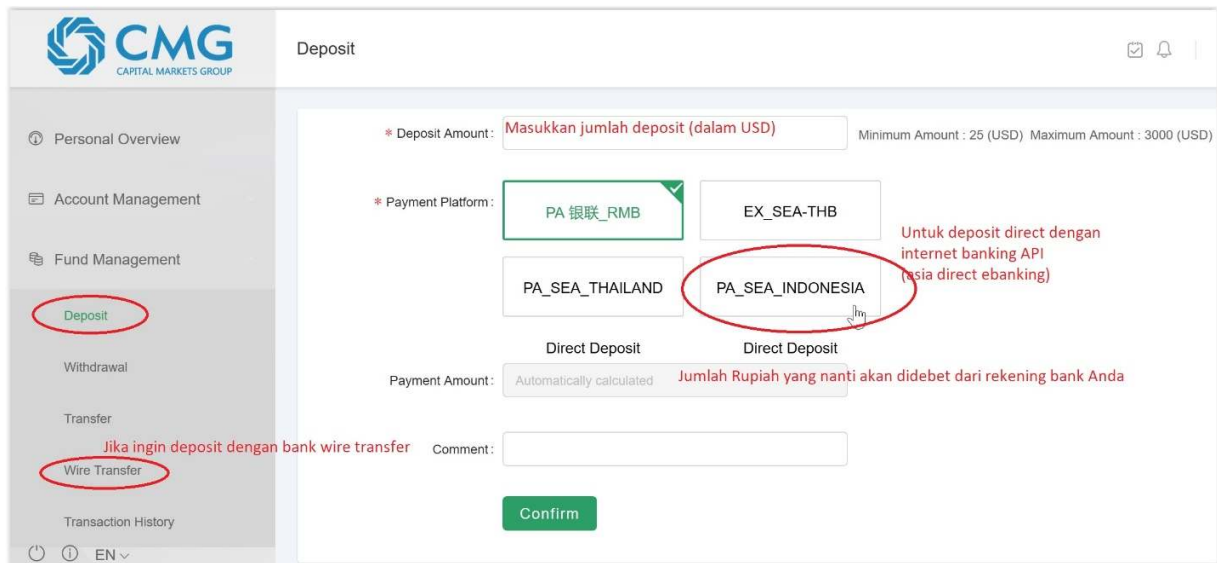 CMG
CAPITAL MARKETS GROUP
Deposit
Personal Overview
Account Management
Fund Management
Deposit
Withdrawal
Transfer
Jika ingin deposit dengan bank wire transfer
Wire Transfer
Transaction History
EN
* Deposit Amount:
Masukkan jumlah deposit (dalam USD)
Minimum Amount : 25 (USD) Maximum Amount : 3000 (USD)
* Payment Platform:
PA 银联_RMB
EX_SEA-THB
Untuk deposit direct dengan
internet banking API
(asia direct ebanking)
PA_SEA_THAILAND
PA_SEA_INDONESIA
Direct Deposit
Direct Deposit
Payment Amount:
Automatically calculated
Jumlah Rupiah yang nanti akan didebet dari rekening bank Anda
Comment:
Confirm